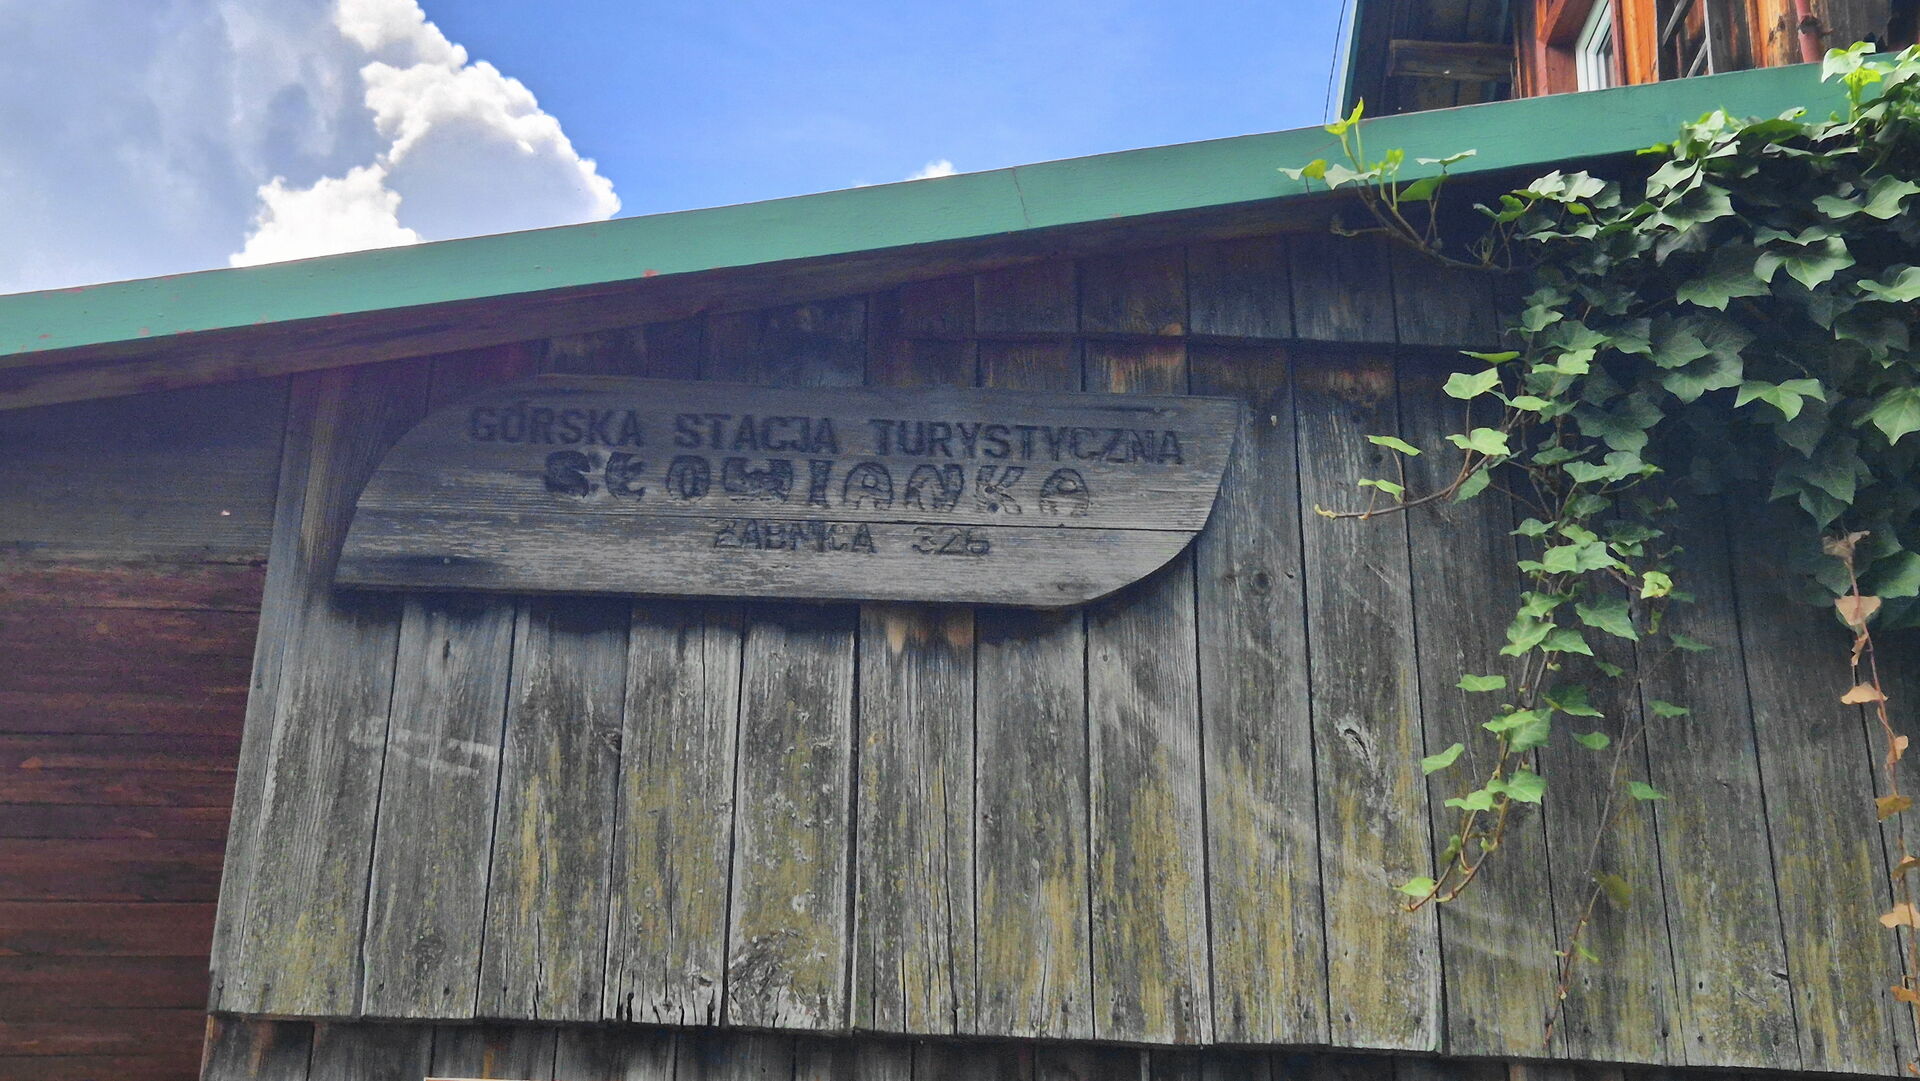 GÓRSKA STACJA TURYSTYCZNA
SŁOWIANKA
ŻABNICA 326